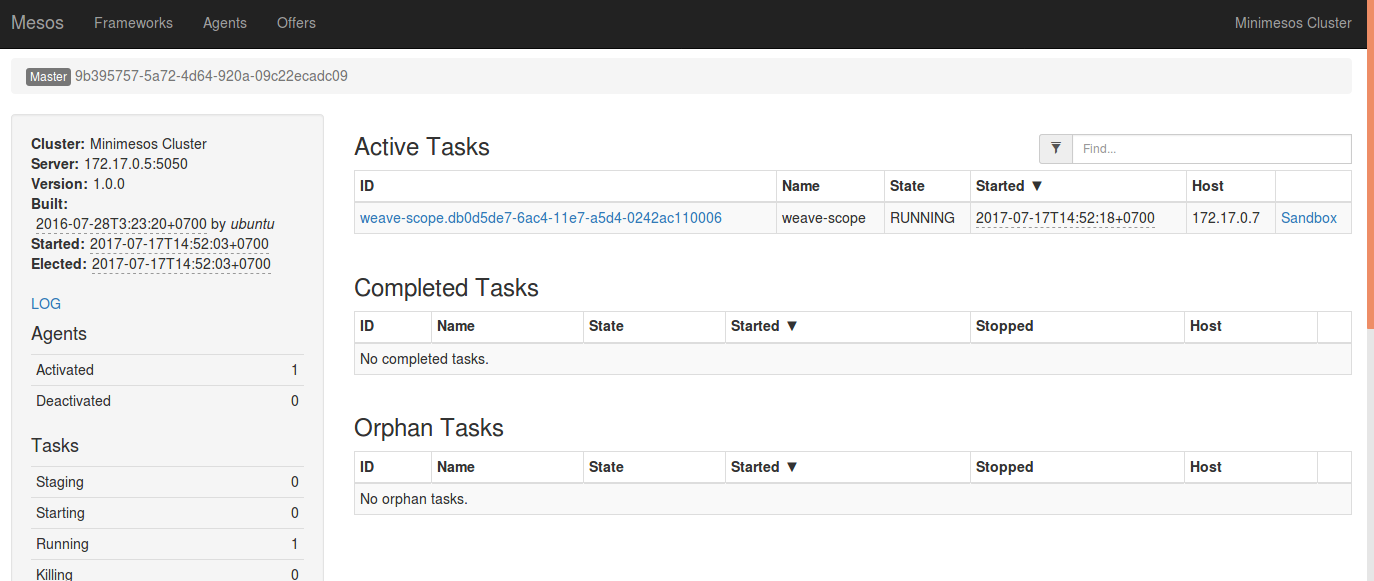 Mesos Frameworks Agents Offers Minimesos Cluster
Master 9b395757-5a72-4d64-920a-09c22ecadc09
Cluster: Minimesos Cluster
Server: 172.17.0.5:5050
Version: 1.0.0
Built:
2016-07-28T3:23:20+0700 by ubuntu
Started: 2017-07-17T14:52:03+0700
Elected: 2017-07-17T14:52:03+0700
LOG
Agents
Activated 1
Deactivated 0
Tasks
Staging 0
Starting 0
Running 1
Killing 0
Active Tasks Find...
ID Name State Started ▼ Host
weave-scope.db0d5de7-6ac4-11e7-a5d4-0242ac110006 weave-scope RUNNING 2017-07-17T14:52:18+0700 172.17.0.7 Sandbox
Completed Tasks
ID Name State Started ▼ Stopped Host
No completed tasks.
Orphan Tasks
ID Name State Started ▼ Stopped Host
No orphan tasks.